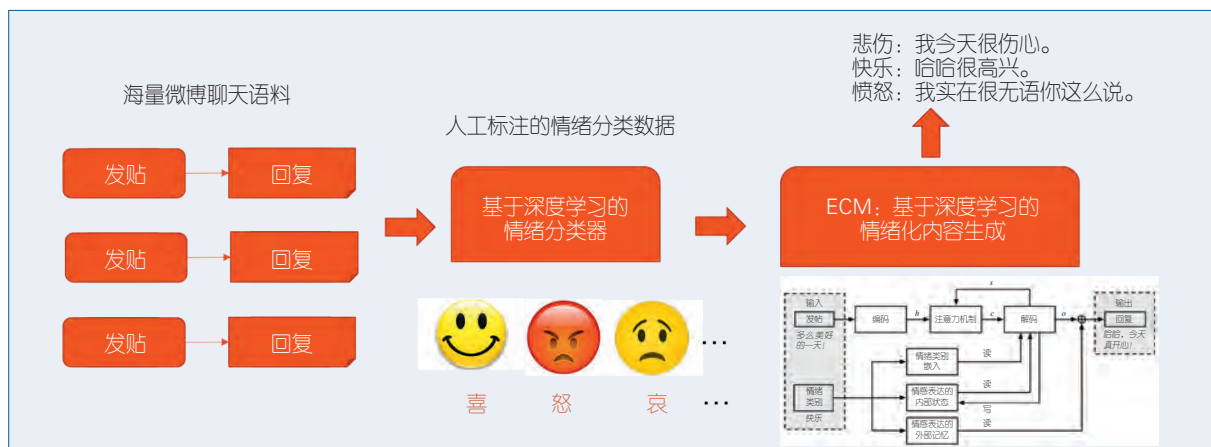 海量微博聊天语料
发贴
回复
发贴
回复
发贴
回复
人工标注的情绪分类数据
基于深度学习的
情绪分类器
喜
怒
哀
…
…
悲伤：我今天很伤心。
快乐：哈哈很高兴。
愤怒：我实在很无语你这么说。
ECM：基于深度学习的
情绪化内容生成
输入
发帖
多么美好
的一天！
编码
h
注意力机制
s
c
解码
o
输出
回复
哈哈，今天
真开心！
情绪
类别
快乐
情绪类别
嵌入
读
情感表达的
内部状态
读
写
情感表达的
外部记忆
读